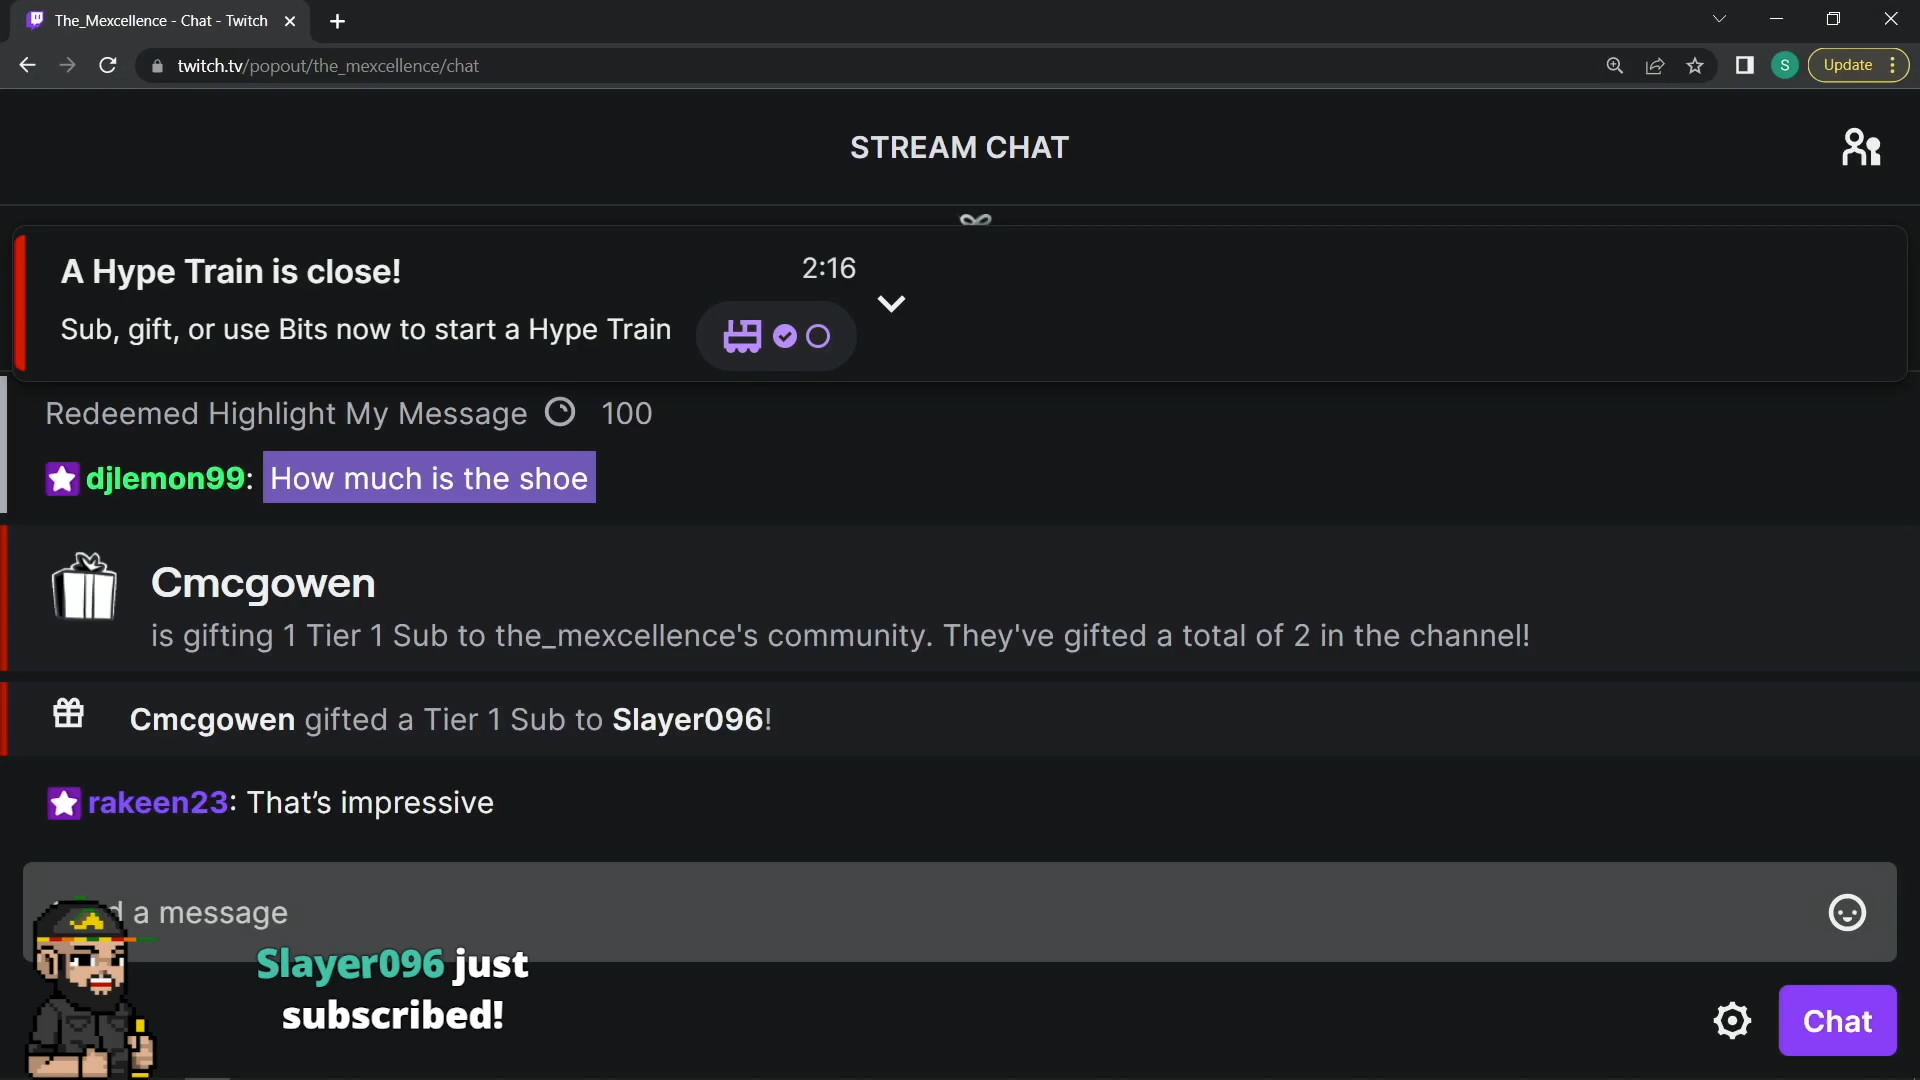 The_Mexcellence - Chat - Twitch
twitch.tv/popout/the_mexcellence/chat
S
Update
STREAM CHAT
A Hype Train is close!
2:16
Sub, gift, or use Bits now to start a Hype Train
Redeemed Highlight My Message 100
djlemon99: How much is the shoe
Cmcgowen
is gifting 1 Tier 1 Sub to the_mexcellence's community. They've gifted a total of 2 in the channel!
Cmcgowen gifted a Tier 1 Sub to Slayer096!
rakeen23: That's impressive
a message
Slayer096 just
subscribed!
Chat